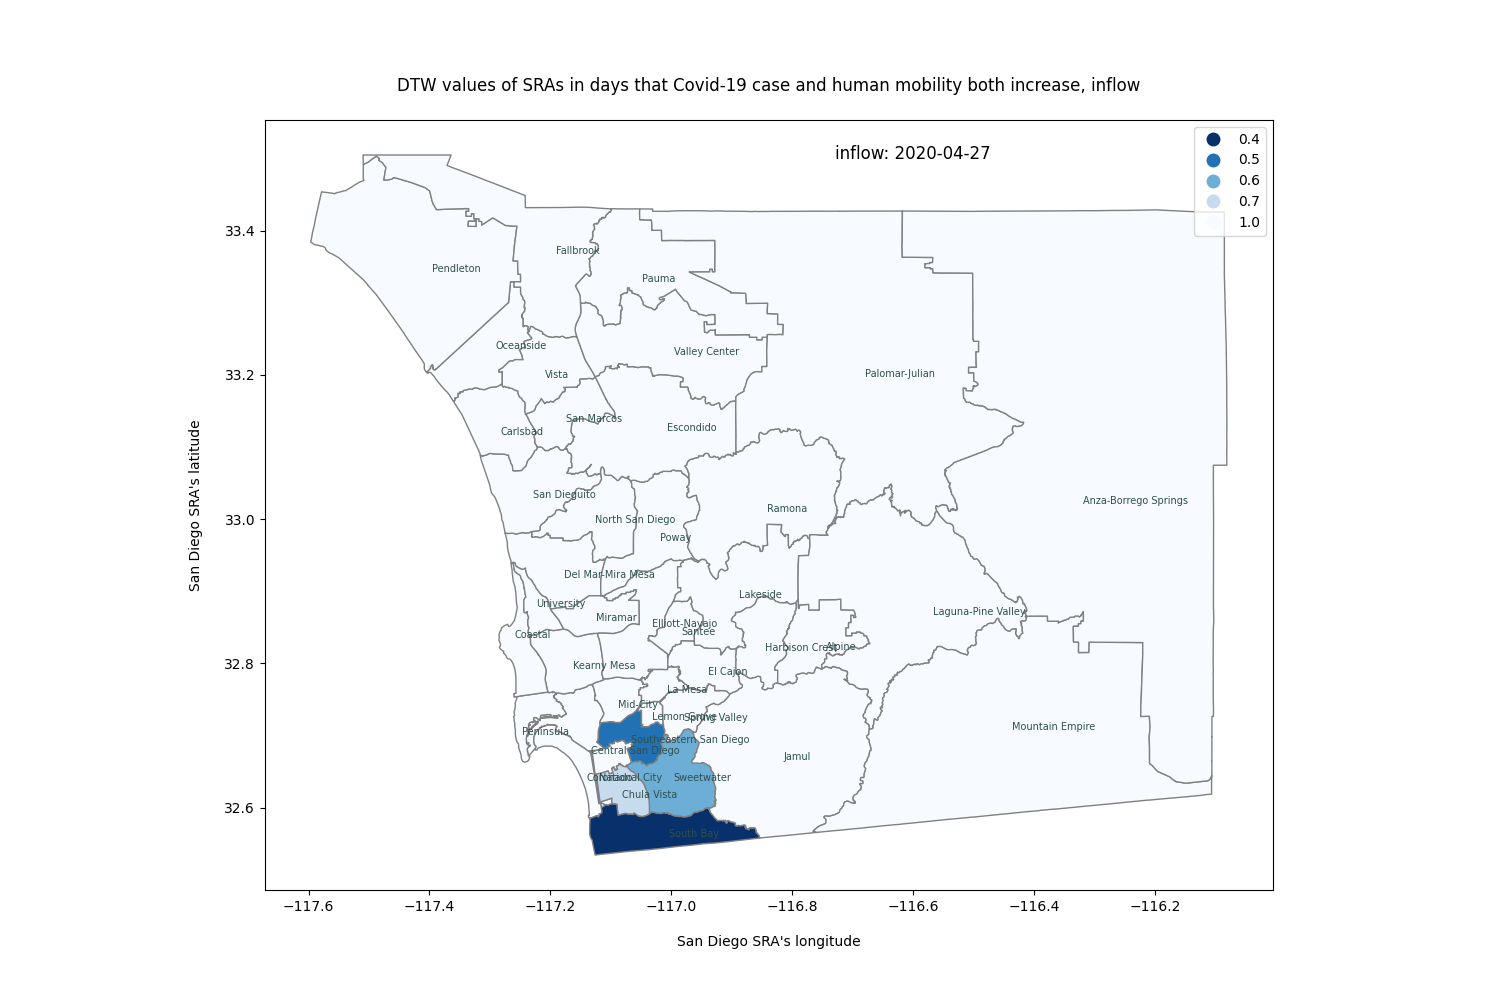 DTW values of SRAs in days that Covid-19 case and human mobility both increase, inflow
inflow: 2020-04-27
0.4
0.5
0.6
0.7
1.0
33.4
33.2
33.0
32.8
32.6
San Diego SRA's latitude
Fallbrook
Pendleton
Pauma
Oceanside
Valley Center
Vista
Palomar-Julian
San Marcos
Carlsbad
Escondido
San Dieguito
Anza-Borrego Springs
Ramona
North San Diego
Poway
Del Mar-Mira Mesa
Lakeside
University
Miramar
Laguna-Pine Valley
Elliott-Navajo
Santee
Coastal
Harbison Crest
Alpine
Kearny Mesa
El Cajon
La Mesa
Mid-City
Lemon Grove
Spring Valley
Mountain Empire
Peninsula
Southeastern San Diego
Central San Diego
Jamul
Coronado
National City
Sweetwater
Chula Vista
South Bay
−117.6
−117.4
−117.2
−117.0
−116.8
−116.6
−116.4
−116.2
San Diego SRA's longitude